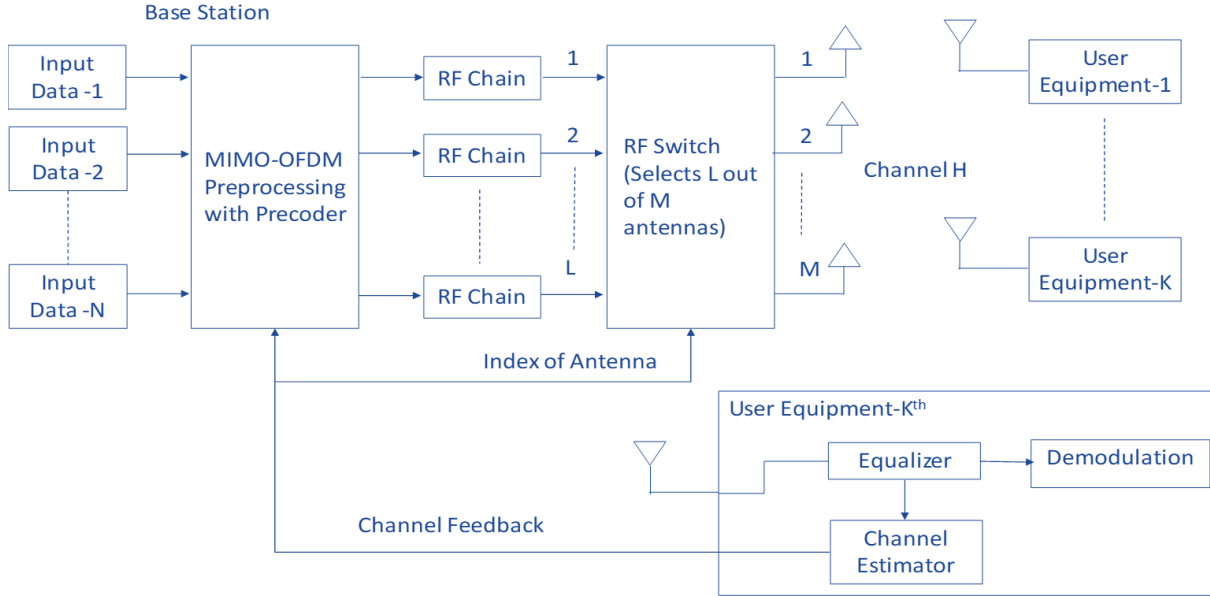 Base Station
Input
Data -1
Input
Data -2
Input
Data -N
MIMO-OFDM
Preprocessing
with Precoder
RF Chain
RF Chain
RF Chain
1
2
L
RF Switch
(Selects L out
of M
antennas)
1
2
M
Channel H
User
Equipment-1
User
Equipment-K
Index of Antenna
User Equipment-Kth
Equalizer
Demodulation
Channel Feedback
Channel
Estimator